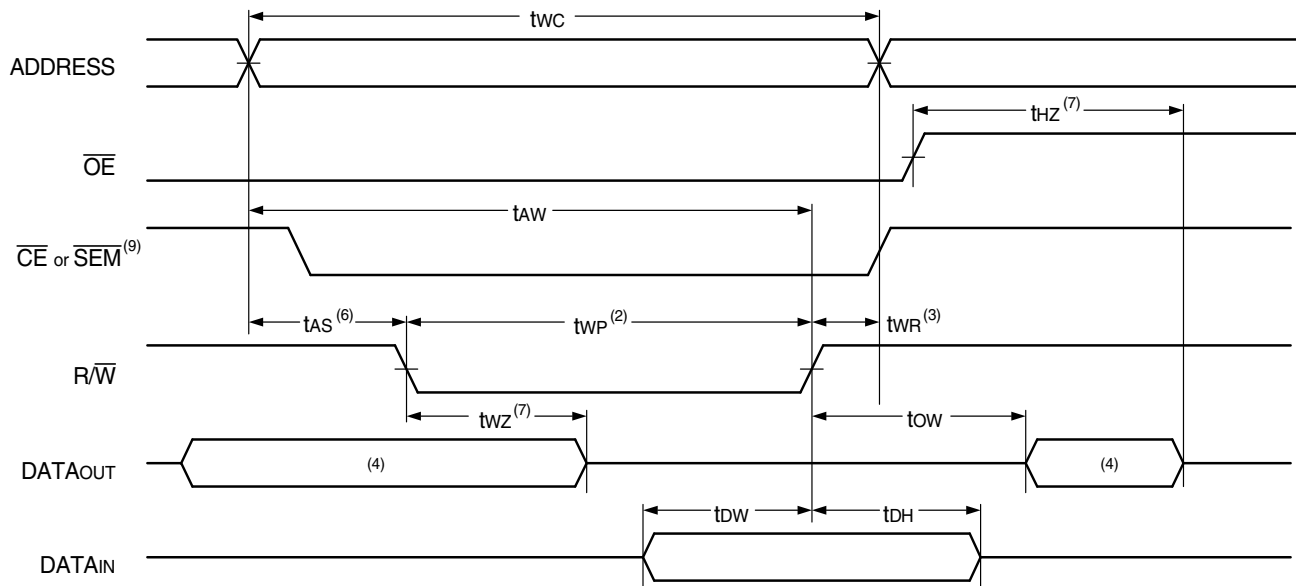 tWC
ADDRESS
tHZ (7)
OE
tAW
CE or SEM (9)
tAS (6)
tWP (2)
tWR (3)
R/W
tWZ (7)
tOW
DATAOUT
(4)
(4)
tDW
tDH
DATAIN